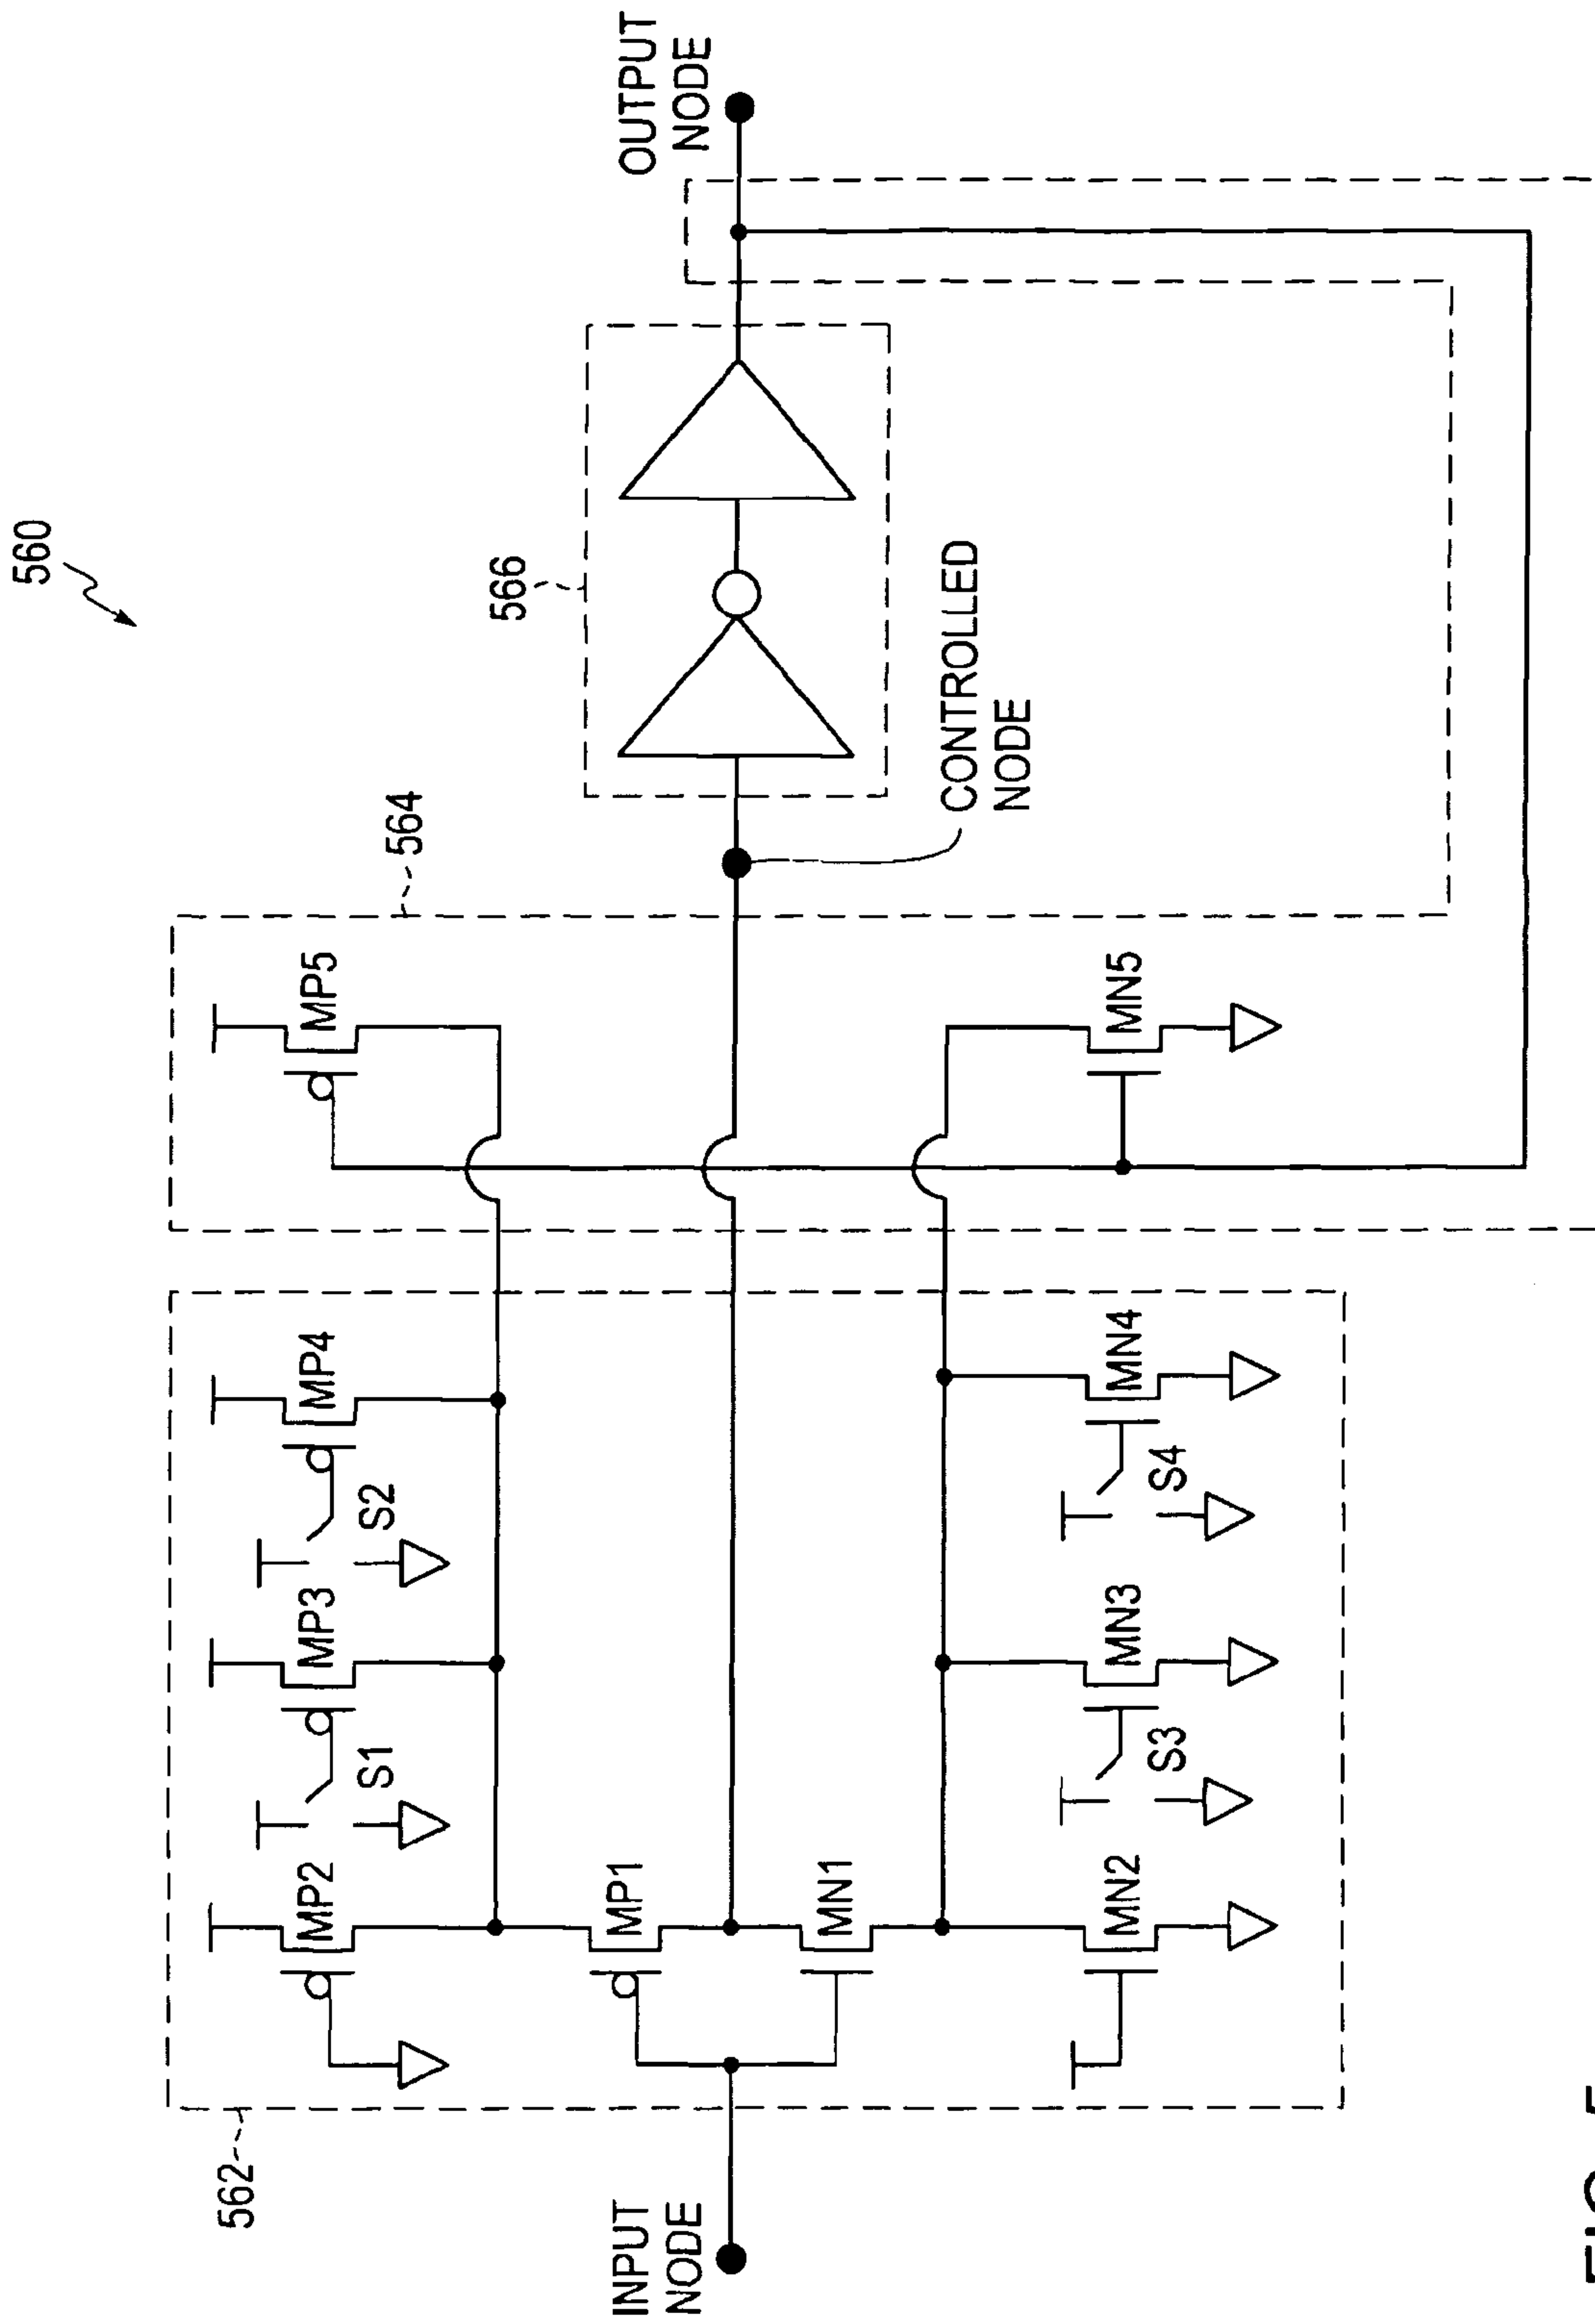 560
OUTPUT
NODE
566
CONTROLLED
NODE
564
MP5
MN5
MP4
S2
MN4
S4
MP3
S1
MN3
S3
MP2
MP1
MN1
MN2
562
INPUT
NODE